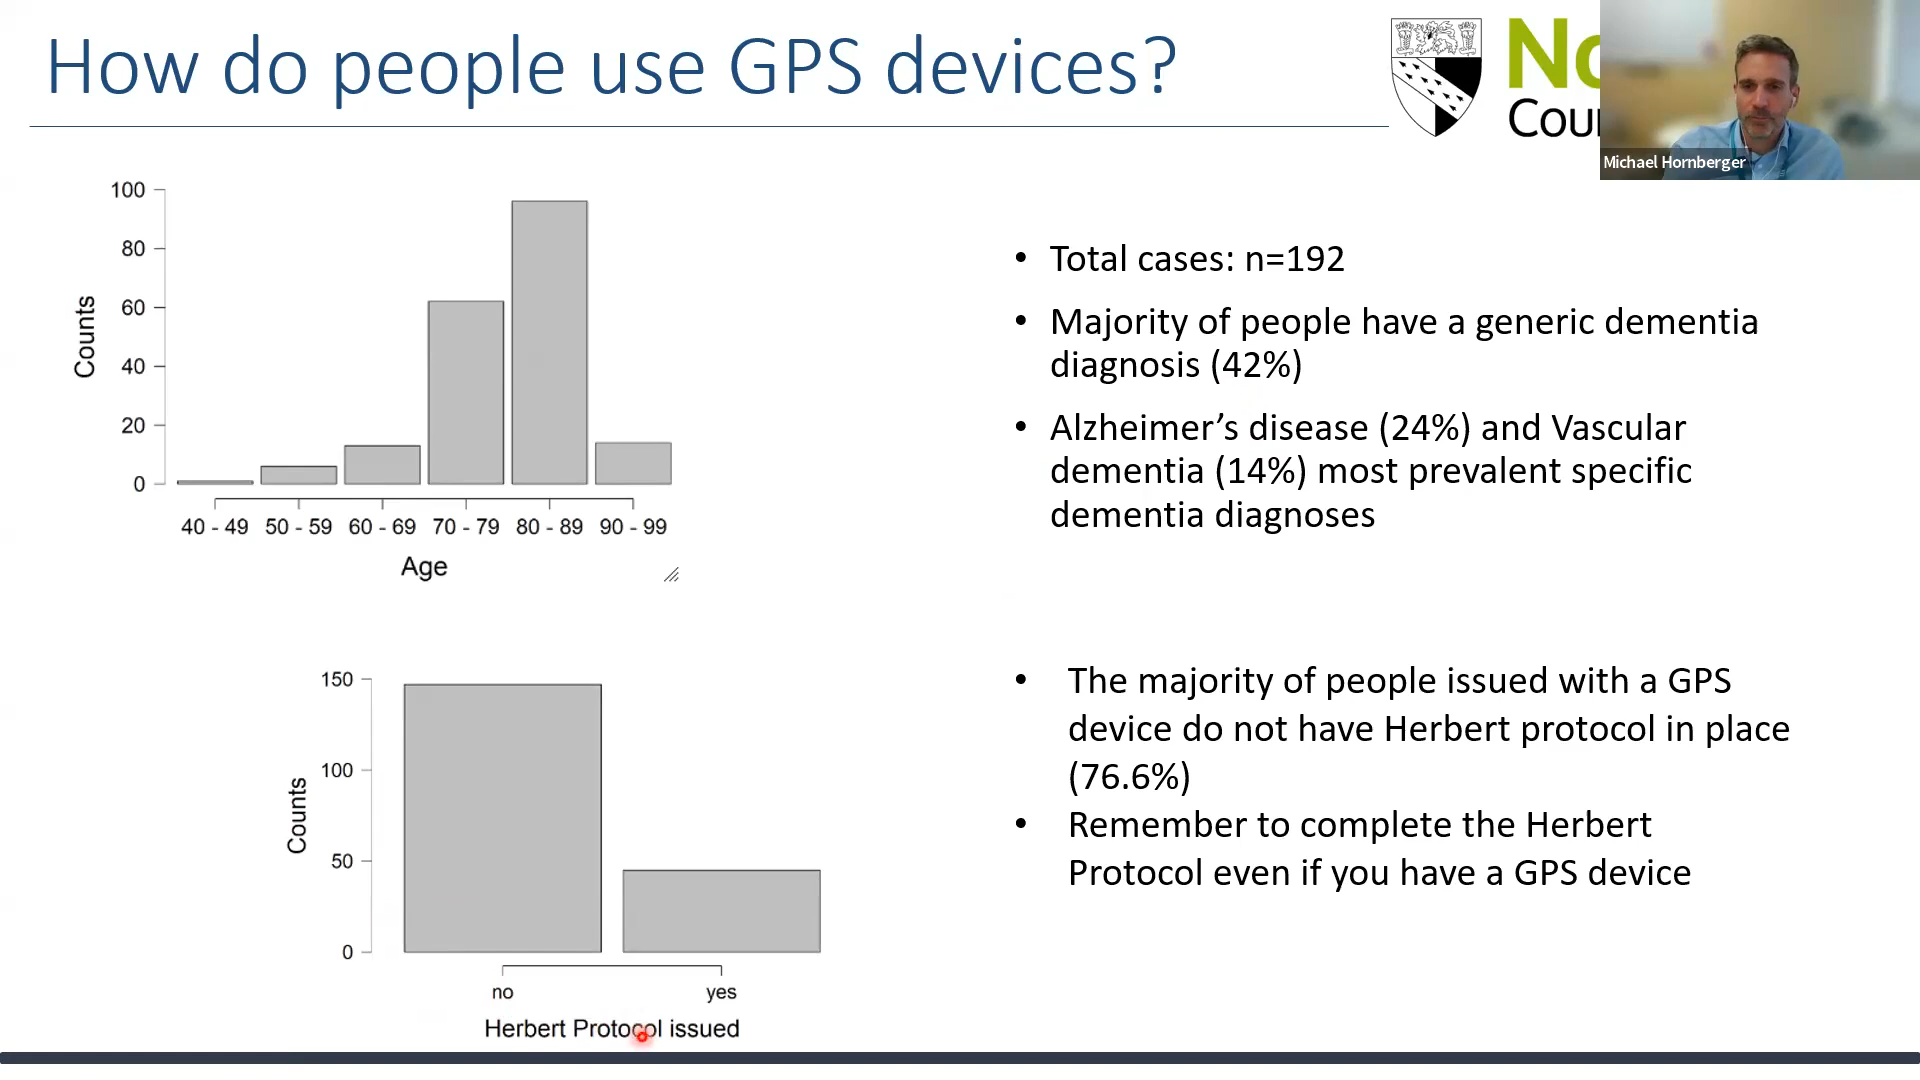 How do people use GPS devices?
No
Cou
Michael Hornberger
100
80
60
40
20
0
Counts
40 - 49 50 - 59 60 - 69 70 - 79 80 - 89 90 - 99
Age
• Total cases: n=192
• Majority of people have a generic dementia
diagnosis (42%)
• Alzheimer’s disease (24%) and Vascular
dementia (14%) most prevalent specific
dementia diagnoses
150
100
50
0
Counts
no yes
Herbert Protocol issued
• The majority of people issued with a GPS
device do not have Herbert protocol in place
(76.6%)
• Remember to complete the Herbert
Protocol even if you have a GPS device